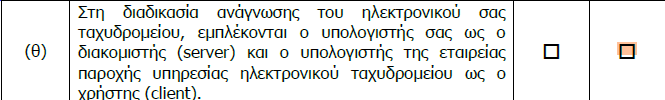 (θ)
Στη διαδικασία ανάγνωσης του ηλεκτρονικού σας
ταχυδρομείου, εμπλέκονται ο υπολογιστής σας ως ο
διακομιστής (server) και ο υπολογιστής της εταιρείας
παροχής υπηρεσίας ηλεκτρονικού ταχυδρομείου ως ο
χρήστης (client).